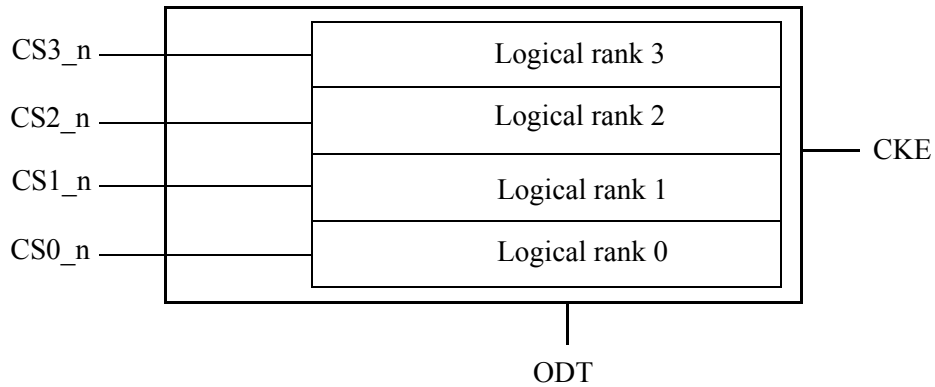 CS3_n
Logical rank 3
CS2_n
Logical rank 2
CKE
CS1_n
Logical rank 1
CS0_n
Logical rank 0
ODT